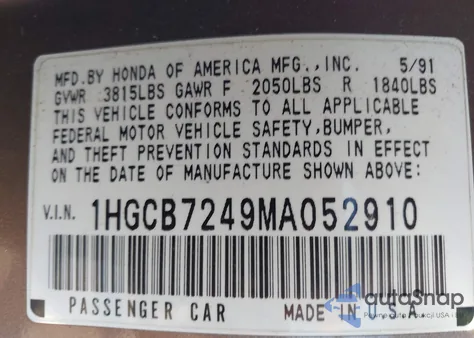 MFD.BY HONDA OF AMERICA MFG.,INC. 5/91
GVWR 3815LBS GAWR F 2050LBS R 1840LBS
THIS VEHICLE CONFORMS TO ALL APPLICABLE
FEDERAL MOTOR VEHICLE SAFETY,BUMPER,
AND THEFT PREVENTION STANDARDS IN EFFECT
ON THE DATE OF MANUFACTURE SHOWN ABOVE:
V.I.N. 1HGCB7249MA052910
PASSENGER CAR MADE IN U.S.A.
autoSnap